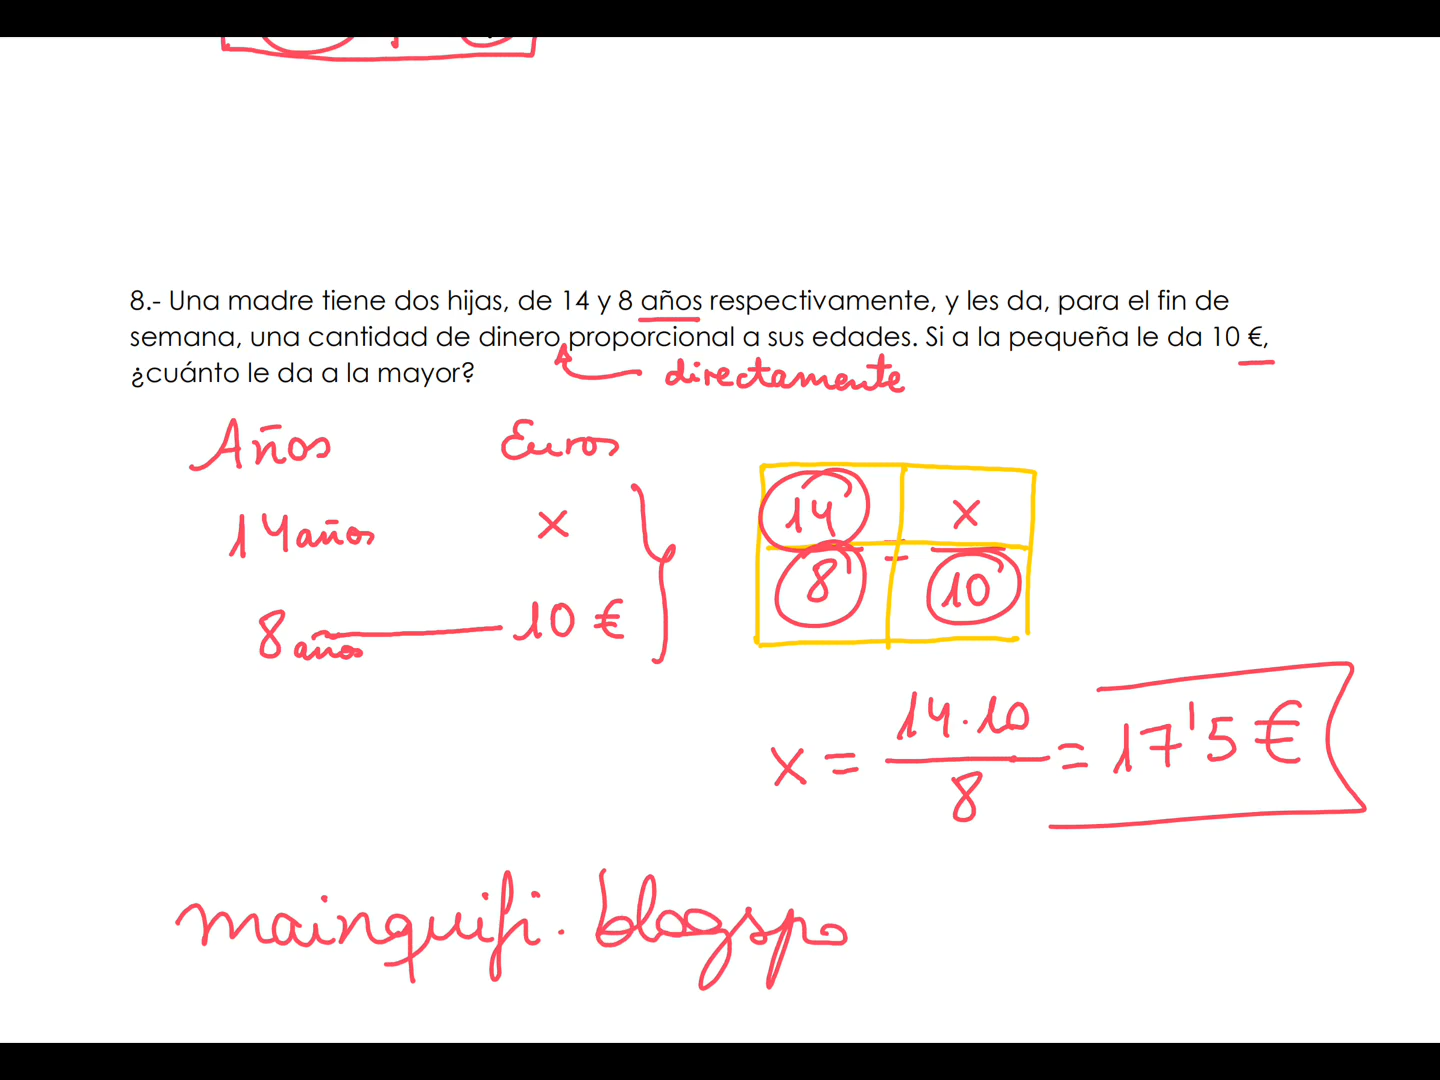 8.- Una madre tiene dos hijas, de 14 y 8 años respectivamente, y les da, para el fin de
semana, una cantidad de dinero proporcional a sus edades. Si a la pequeña le da 10 €,
¿cuánto le da a la mayor?
directamente
Años Euros
14 años x
8 años 10 €
14 x
8 = 10
x = 14 · 10 / 8 = 17'5 €
mainquifi.blogspo